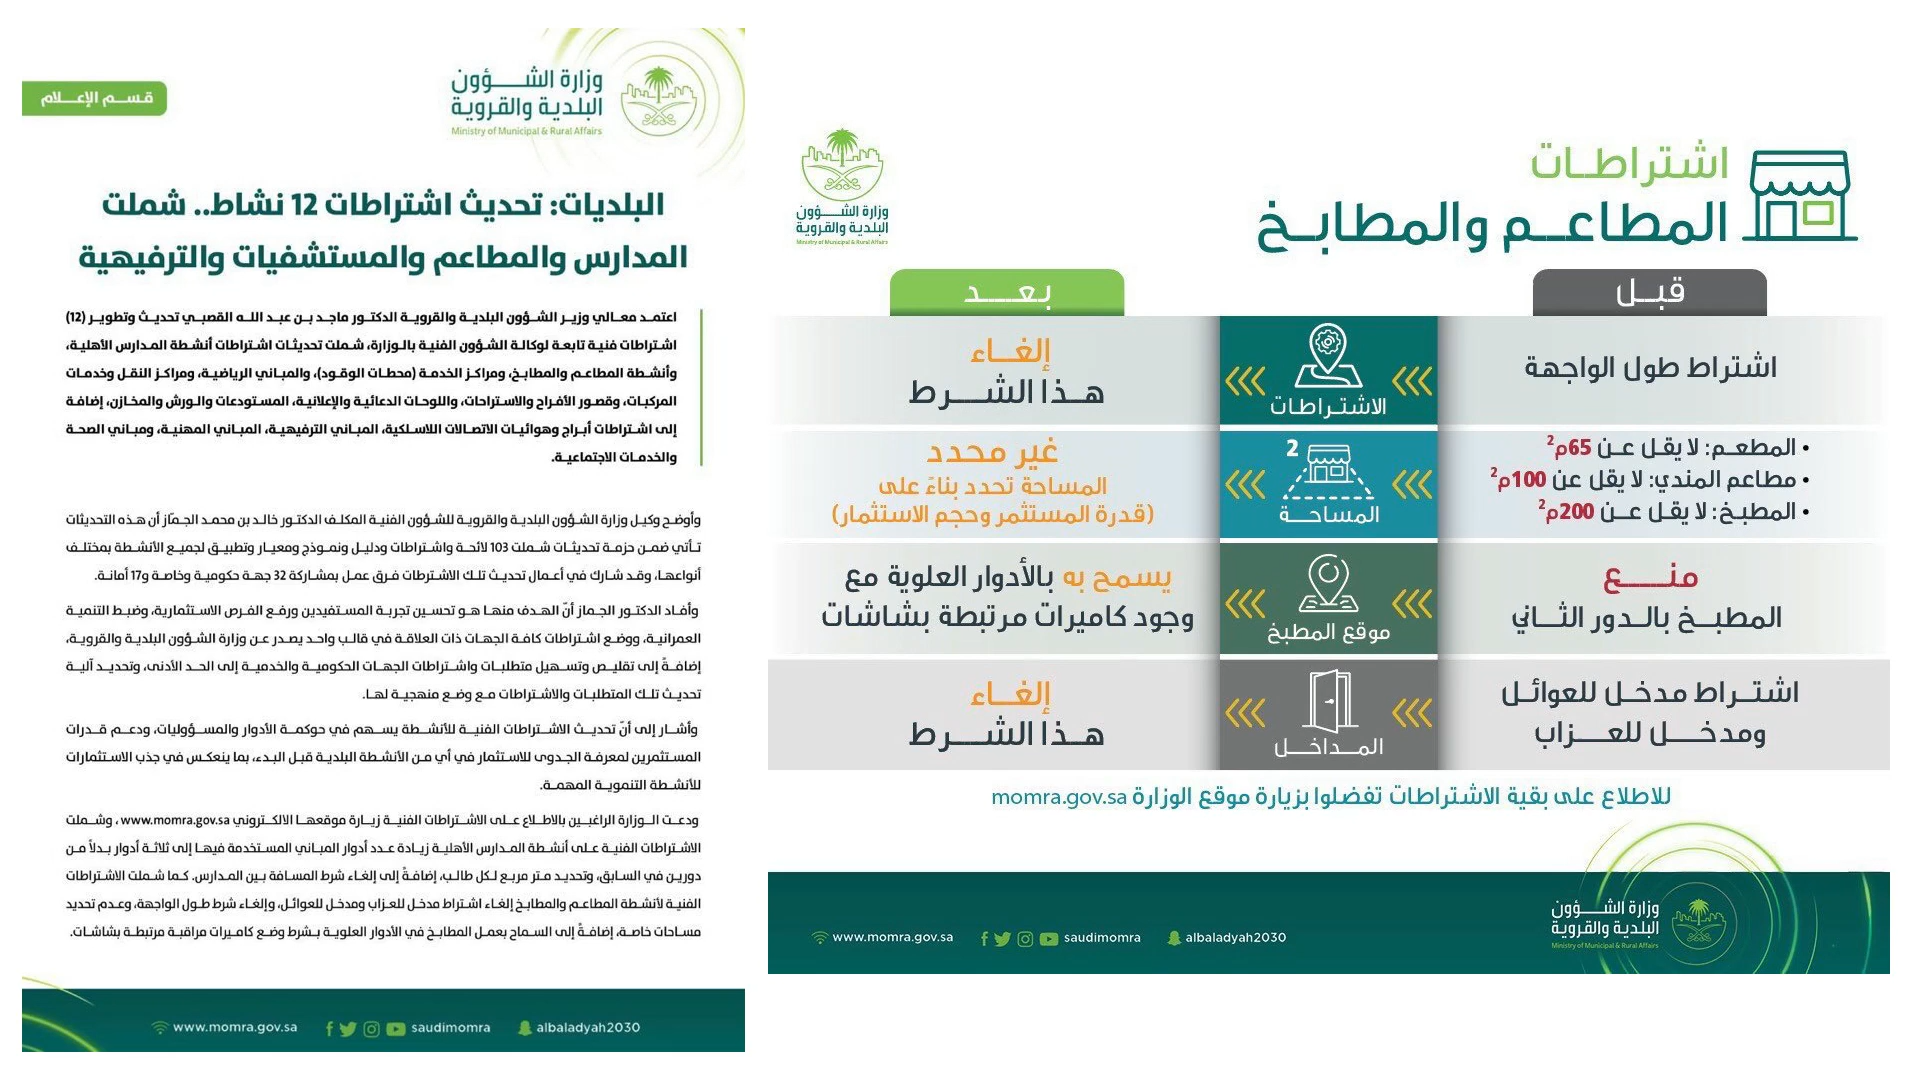 قسم الإعلام
وزارة الشؤون
البلدية والقروية
Ministry of Municipal & Rural Affairs
البلديات: تحديث اشتراطات 12 نشاط.. شملت
المدارس والمطاعم والمستشفيات والترفيهية
اعتمد معالي وزير الشؤون البلدية والقروية الدكتور ماجد بن عبد الله القصبي تحديث وتطوير (12)
اشتراطات فنية تابعة لوكالة الشؤون الفنية بالوزارة، شملت تحديثات اشتراطات أنشطة المدارس الأهلية،
وأنشطة المطاعم والمطابخ، ومراكز الخدمة (محطات الوقود)، والمباني الرياضية، ومراكز النقل وخدمات
المركبات، وقصور الأفراح والاستراحات، واللوحات الدعائية والإعلانية، المستودعات والورش والمخازن، إضافة
إلى اشتراطات أبراج وهوائيات الاتصالات اللاسلكية، المباني الترفيهية، المباني المهنية، ومباني الصحة
والخدمات الاجتماعية.
وأوضح وكيل وزارة الشؤون البلدية والقروية للشؤون الفنية المكلف الدكتور خالد بن محمد الجمّاز أن هذه التحديثات
تأتي ضمن حزمة تحديثات شملت 103 لائحة واشتراطات ودليل ونموذج ومعيار وتطبيق لجميع الأنشطة بمختلف
أنواعها، وقد شارك في أعمال تحديث تلك الاشترطات فرق عمل بمشاركة 32 جهة حكومية وخاصة و17 أمانة.
وأفاد الدكتور الجماز أنّ الهدف منها هو تحسين تجربة المستفيدين ورفع الفرص الاستثمارية، وضبط التنمية
العمرانية، ووضع اشتراطات كافة الجهات ذات العلاقة في قالب واحد يصدر عن وزارة الشؤون البلدية والقروية،
إضافةً إلى تقليص وتسهيل متطلبات واشتراطات الجهات الحكومية والخدمية إلى الحد الأدنى، وتحديد آلية
تحديث تلك المتطلبات والاشتراطات مع وضع منهجية لها.
وأشار إلى أنّ تحديث الاشتراطات الفنية للأنشطة يسهم في حوكمة الأدوار والمسؤوليات، ودعم قدرات
المستثمرين لمعرفة الجدوى للاستثمار في أي من الأنشطة البلدية قبل البدء، بما ينعكس في جذب الاستثمارات
للأنشطة التنموية المهمة.
ودعت الوزارة الراغبين بالاطلاع على الاشتراطات الفنية زيارة موقعها الالكتروني www.momra.gov.sa ، وشملت
الاشتراطات الفنية على أنشطة المدارس الأهلية زيادة عدد أدوار المباني المستخدمة فيها إلى ثلاثة أدوار بدلاً من
دورين في السابق، وتحديد متر مربع لكل طالب، إضافةً إلى إلغاء شرط المسافة بين المدارس. كما شملت الاشتراطات
الفنية لأنشطة المطاعم والمطابخ إلغاء اشتراط مدخل للعزاب ومدخل للعوائل، وإلغاء شرط طول الواجهة، وعدم تحديد
مساحات خاصة، إضافةً إلى السماح بعمل المطابخ في الأدوار العلوية بشرط وضع كاميرات مراقبة مرتبطة بشاشات.
www.momra.gov.sa saudimomra albaladyah2030
اشتراطات
المطاعم والمطابخ
وزارة الشؤون
البلدية والقروية
Ministry of Municipal & Rural Affairs
قبل
بعد
اشتراط طول الواجهة
الاشتراطات
إلغاء
هذا الشرط
• المطعم: لا يقل عن 65م²
• مطاعم المندي: لا يقل عن 100م²
• المطبخ: لا يقل عن 200م²
2
المساحة
غير محدد
المساحة تحدد بناءً على
(قدرة المستثمر وحجم الاستثمار)
منع
المطبخ بالدور الثاني
موقع المطبخ
يسمح به بالأدوار العلوية مع
وجود كاميرات مرتبطة بشاشات
اشتراط مدخل للعوائل
ومدخل للعزاب
المداخل
إلغاء
هذا الشرط
للاطلاع على بقية الاشتراطات تفضلوا بزيارة موقع الوزارة momra.gov.sa
www.momra.gov.sa saudimomra albaladyah2030
وزارة الشؤون
البلدية والقروية
Ministry of Municipal & Rural Affairs